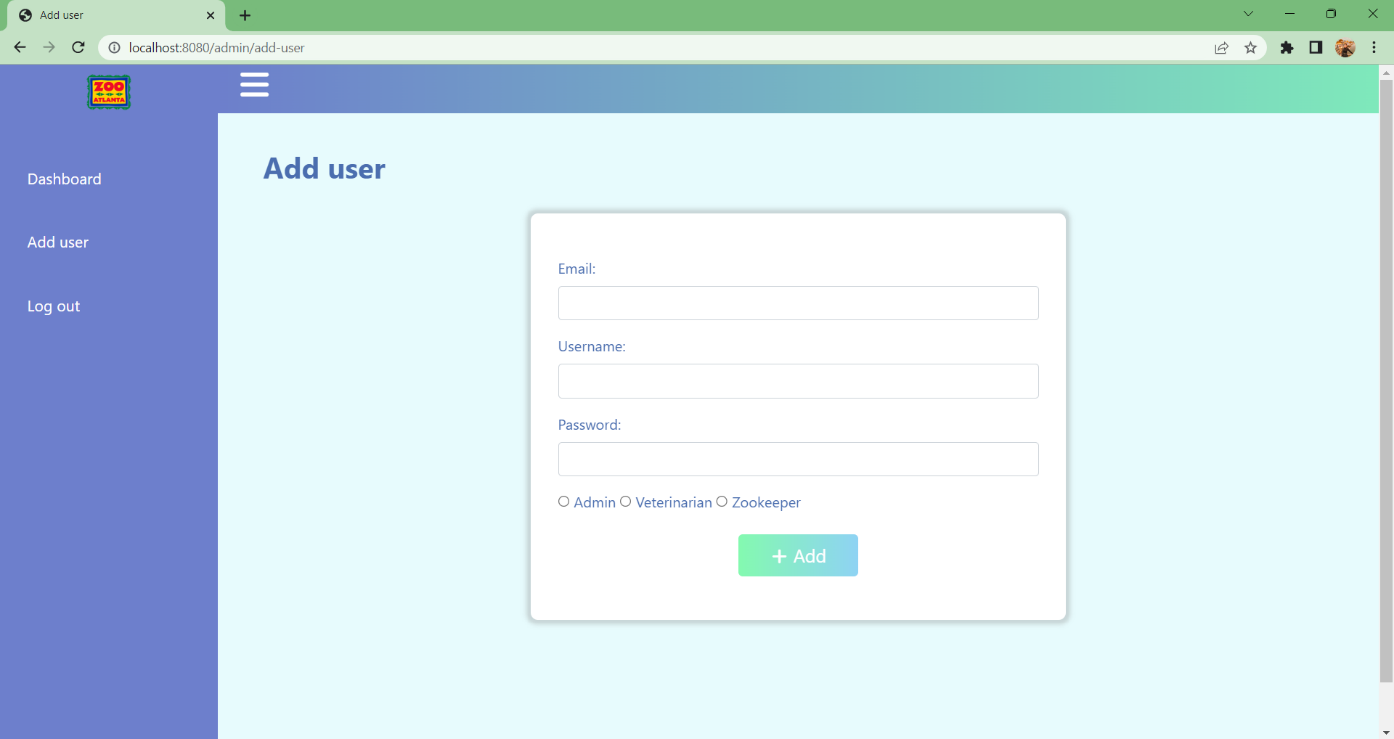 Add user
localhost:8080/admin/add-user
ZOO
ATLANTA
Dashboard
Add user
Log out
Add user
Email:
Username:
Password:
Admin Veterinarian Zookeeper
+ Add